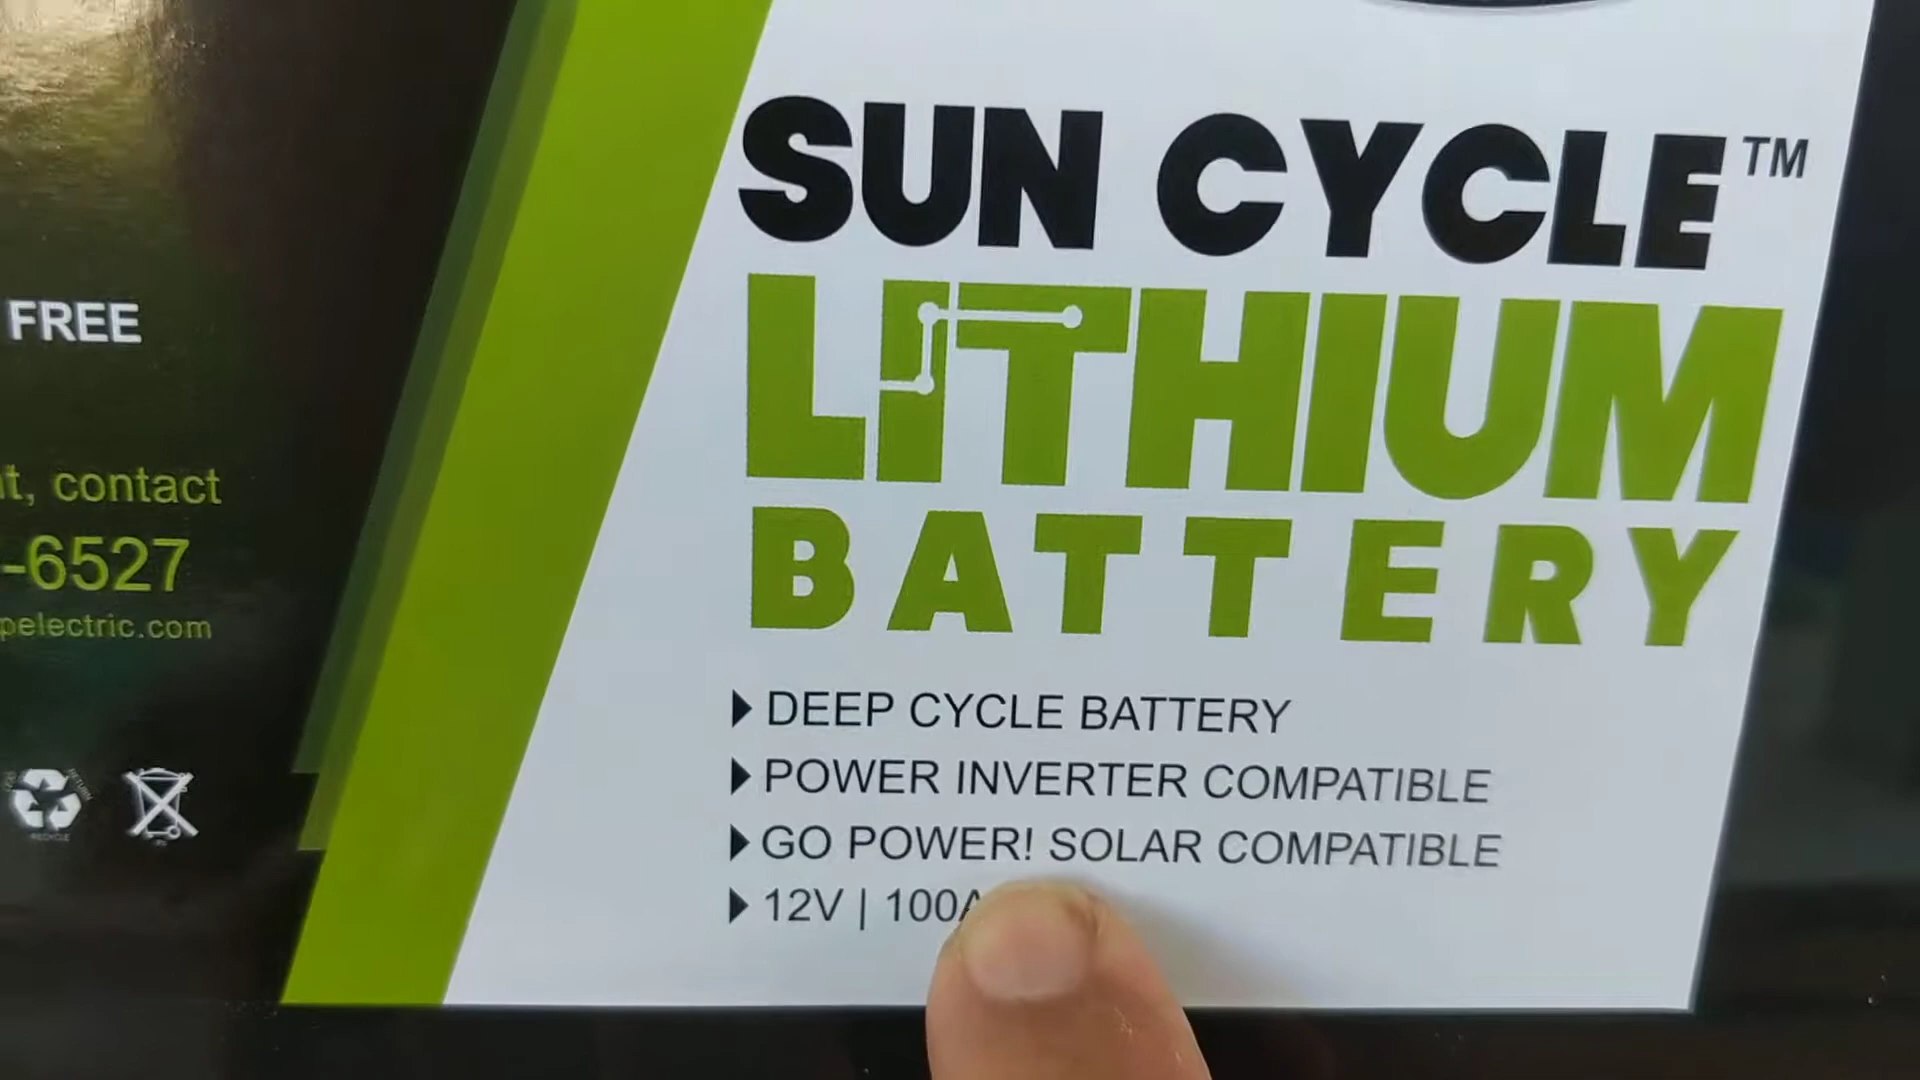 SUN CYCLE™
LITHIUM
BATTERY
▶ DEEP CYCLE BATTERY
▶ POWER INVERTER COMPATIBLE
▶ GO POWER! SOLAR COMPATIBLE
▶ 12V | 100A
FREE
contact
-6527
pelectric.com
RECYCLE